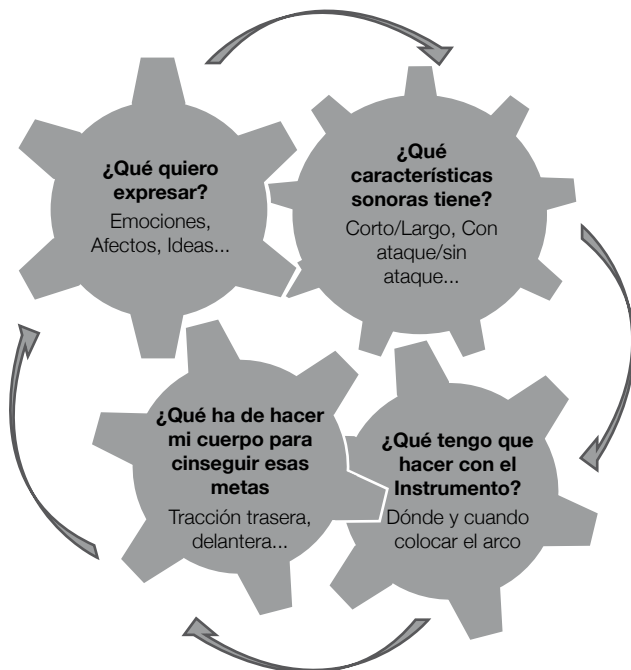 ¿Qué quiero
expresar?
Emociones,
Afectos, Ideas...
¿Qué
características
sonoras tiene?
Corto/Largo, Con
ataque/sin
ataque...
¿Qué tengo que
hacer con el
Instrumento?
Dónde y cuando
colocar el arco
¿Qué ha de hacer
mi cuerpo para
cinseguir esas
metas
Tracción trasera,
delantera...